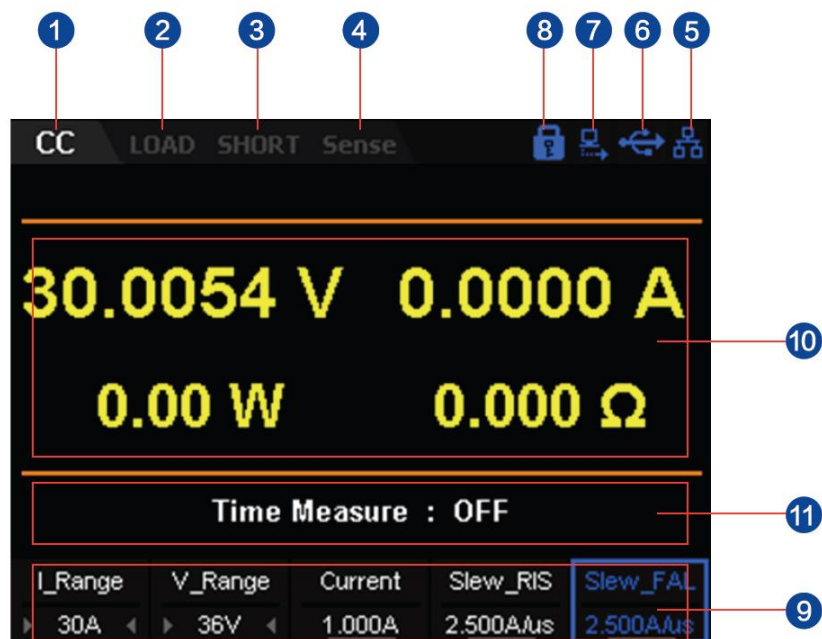 1 2 3 4 8 7 6 5
CC LOAD SHORT Sense
30.0054 V 0.0000 A
10
0.00 W 0.000 Ω
Time Measure : OFF
11
I_Range V_Range Current Slew_RIS Slew_FAL
9
30A 36V 1.000A 2.500A/us 2.500A/us